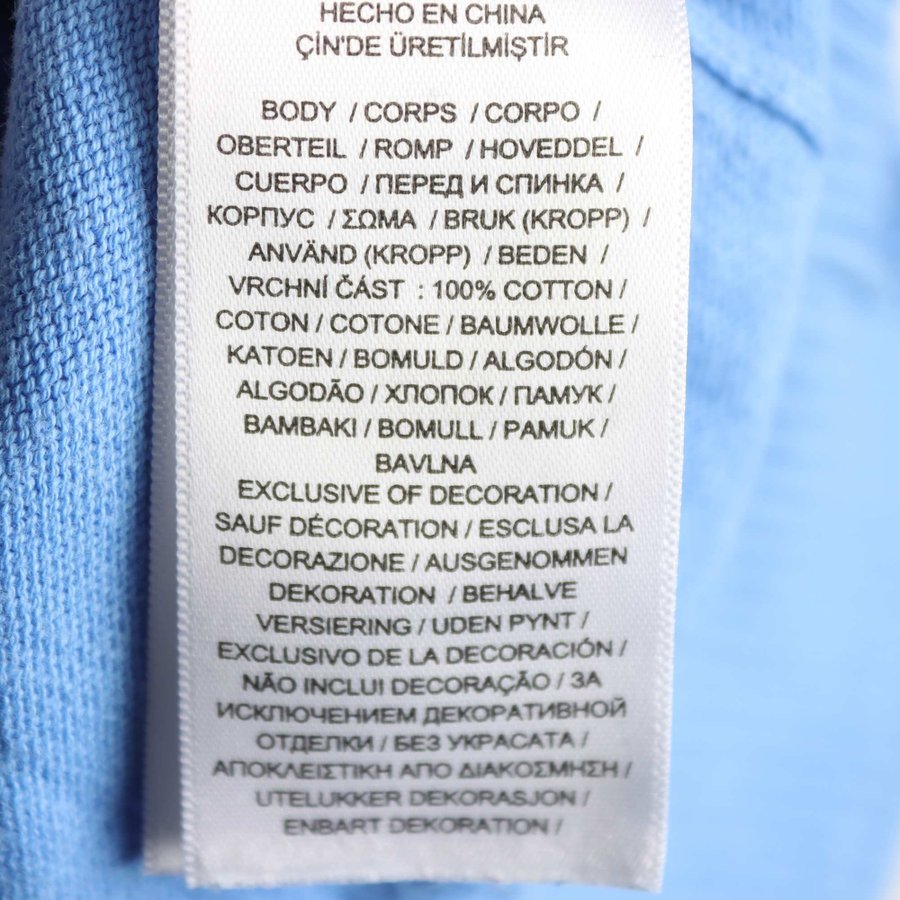 HECHO EN CHINA
ÇİN'DE ÜRETİLMİŞTİR
BODY / CORPS / CORPO /
OBERTEIL / ROMP / HOVEDDEL /
CUERPO / ПЕРЕД И СПИНКА /
КОРПУС / ΣΩΜΑ / BRUK (KROPP) /
ANVÄND (KROPP) / BEDEN /
VRCHNÍ ČÁST : 100% COTTON /
COTON / COTONE / BAUMWOLLE /
KATOEN / BOMULD / ALGODÓN /
ALGODÃO / ХЛОПОК / ПАМУК /
BAMBAKI / BOMULL / PAMUK /
BAVLNA
EXCLUSIVE OF DECORATION /
SAUF DÉCORATION / ESCLUSA LA
DECORAZIONE / AUSGENOMMEN
DEKORATION / BEHALVE
VERSIERING / UDEN PYNT /
EXCLUSIVO DE LA DECORACIÓN /
NÃO INCLUI DECORAÇÃO / ЗА
ИСКЛЮЧЕНИЕМ ДЕКОРАТИВНОЙ
ОТДЕЛКИ / БЕЗ УКРАСАТА /
ΑΠΟΚΛΕΙΣΤΙΚΗ ΑΠΟ ΔΙΑΚΟΣΜΗΣΗ /
UTELUKKER DEKORASJON /
ENBART DEKORATION /